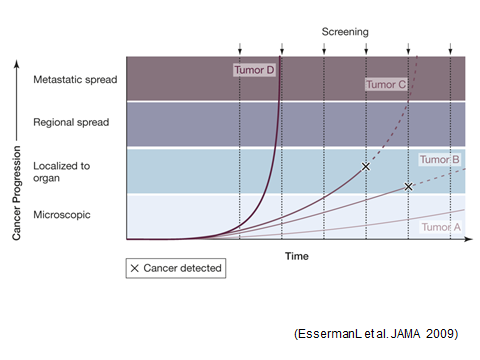 Screening
Tumor D
Metastatic spread
Tumor C
Regional spread
Localized to
organ
Tumor B
Microscopic
Tumor A
Cancer Progression
Time
× Cancer detected
(EssermanL et al. JAMA 2009)